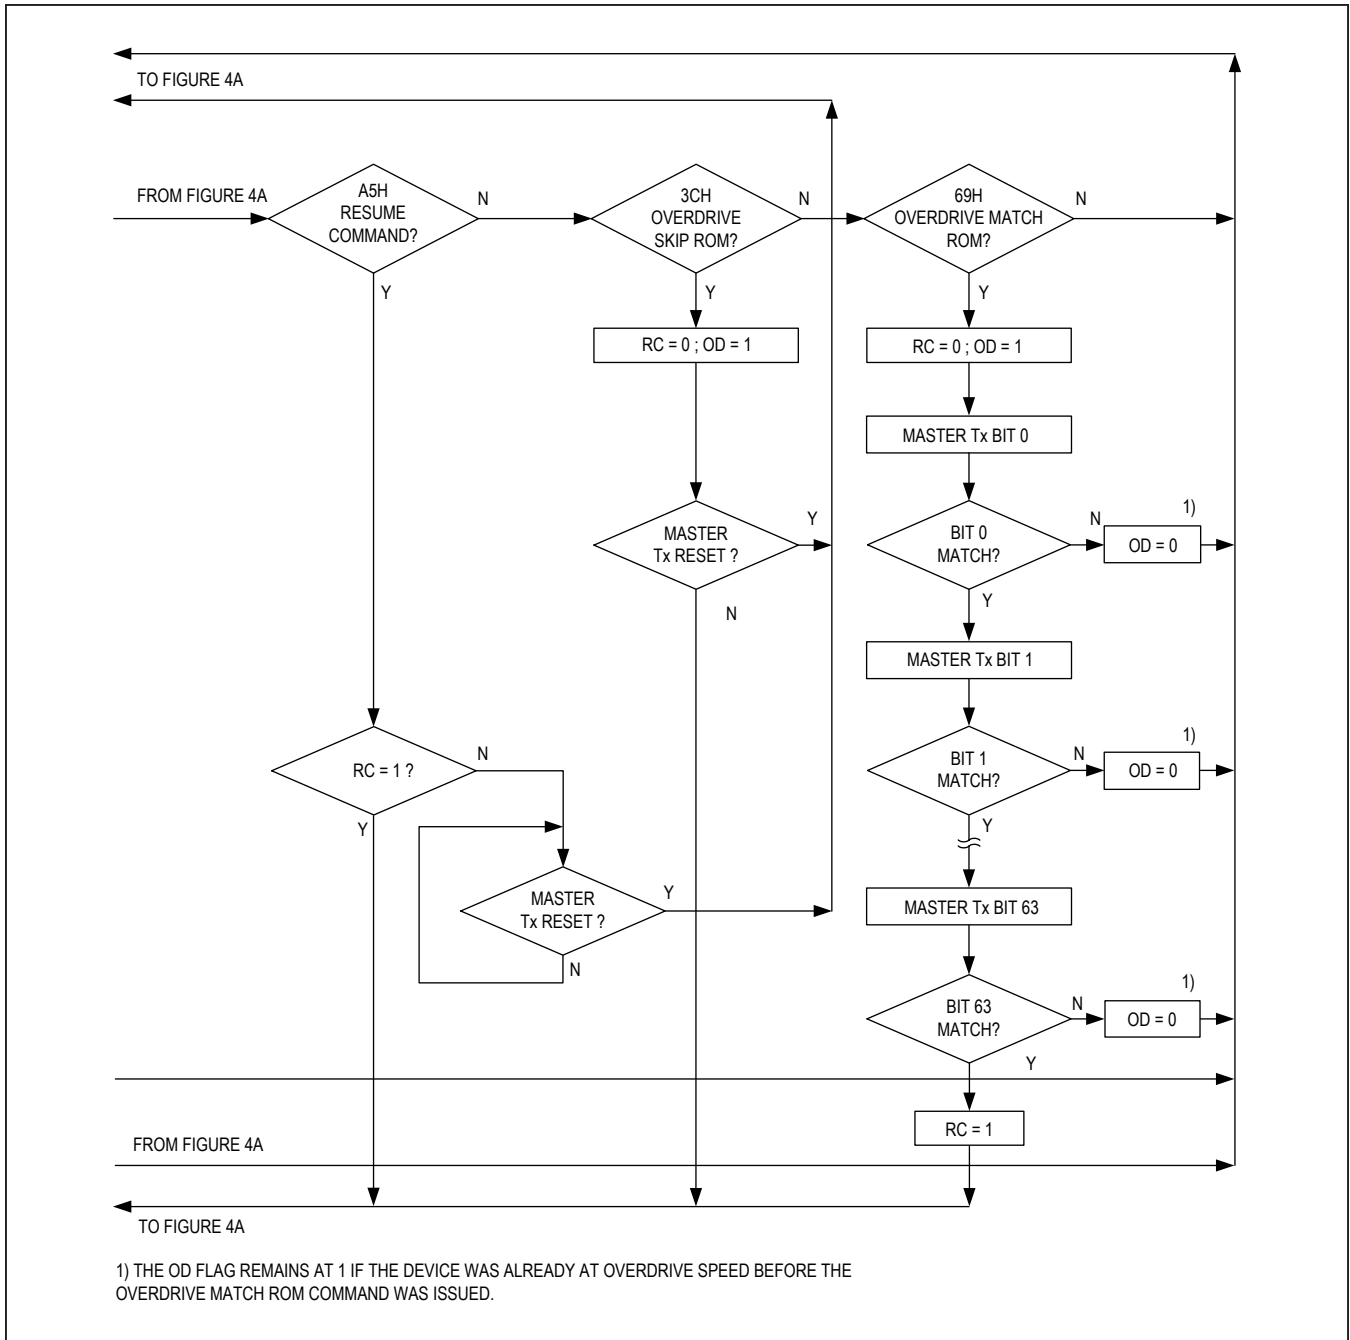 TO FIGURE 4A
FROM FIGURE 4A
A5H
RESUME
COMMAND?
N
Y
3CH
OVERDRIVE
SKIP ROM?
N
Y
69H
OVERDRIVE MATCH
ROM?
N
Y
RC = 0 ; OD = 1
RC = 0 ; OD = 1
MASTER Tx BIT 0
MASTER
Tx RESET ?
Y
N
BIT 0
MATCH?
N
1)
OD = 0
Y
MASTER Tx BIT 1
RC = 1 ?
N
Y
BIT 1
MATCH?
N
1)
OD = 0
Y
MASTER
Tx RESET ?
Y
N
MASTER Tx BIT 63
BIT 63
MATCH?
N
1)
OD = 0
Y
RC = 1
FROM FIGURE 4A
TO FIGURE 4A
1) THE OD FLAG REMAINS AT 1 IF THE DEVICE WAS ALREADY AT OVERDRIVE SPEED BEFORE THE
OVERDRIVE MATCH ROM COMMAND WAS ISSUED.